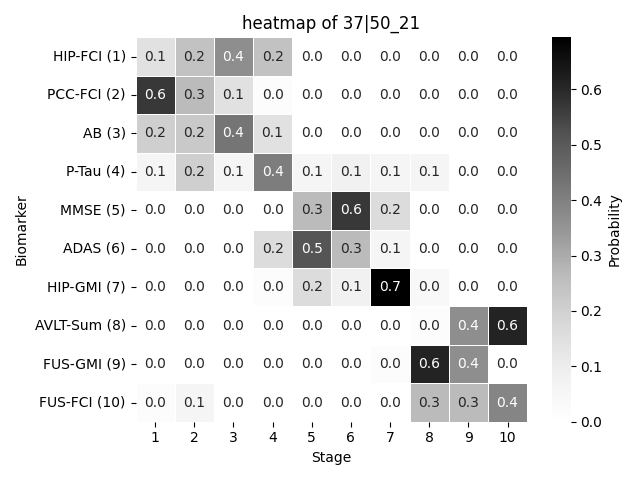 heatmap of 37|50_21
HIP-FCI (1) 0.1 0.2 0.4 0.2 0.0 0.0 0.0 0.0 0.0 0.0
PCC-FCI (2) 0.6 0.3 0.1 0.0 0.0 0.0 0.0 0.0 0.0 0.0
AB (3) 0.2 0.2 0.4 0.1 0.0 0.0 0.0 0.0 0.0 0.0
P-Tau (4) 0.1 0.2 0.1 0.4 0.1 0.1 0.1 0.1 0.0 0.0
MMSE (5) 0.0 0.0 0.0 0.0 0.3 0.6 0.2 0.0 0.0 0.0
ADAS (6) 0.0 0.0 0.0 0.2 0.5 0.3 0.1 0.0 0.0 0.0
HIP-GMI (7) 0.0 0.0 0.0 0.0 0.2 0.1 0.7 0.0 0.0 0.0
AVLT-Sum (8) 0.0 0.0 0.0 0.0 0.0 0.0 0.0 0.0 0.4 0.6
FUS-GMI (9) 0.0 0.0 0.0 0.0 0.0 0.0 0.0 0.6 0.4 0.0
FUS-FCI (10) 0.0 0.1 0.0 0.0 0.0 0.0 0.0 0.3 0.3 0.4
1 2 3 4 5 6 7 8 9 10
Stage
Biomarker
0.6
0.5
0.4
0.3
0.2
0.1
0.0
Probability